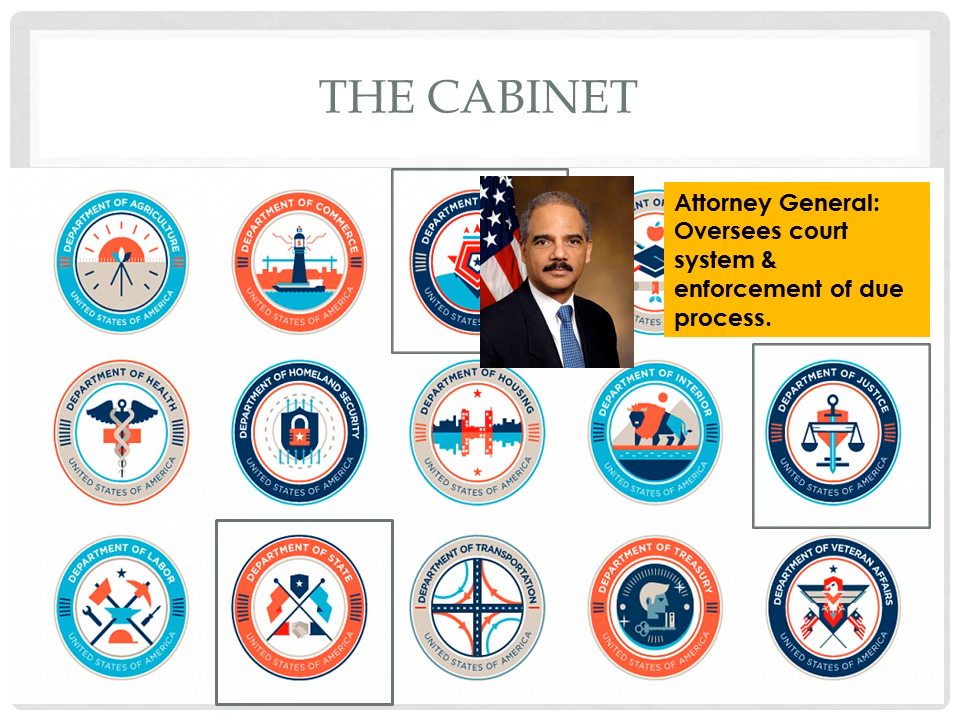 THE CABINET
DEPARTMENT OF AGRICULTURE
UNITED STATES OF AMERICA
DEPARTMENT OF COMMERCE
UNITED STATES OF AMERICA
DEPARTMENT
UNITED STATES
Attorney General:
Oversees court
system &
enforcement of due
process.
DEPARTMENT OF HEALTH
UNITED STATES OF AMERICA
DEPARTMENT OF HOMELAND SECURITY
UNITED STATES OF AMERICA
DEPARTMENT OF HOUSING
UNITED STATES OF AMERICA
DEPARTMENT OF INTERIOR
UNITED STATES OF AMERICA
DEPARTMENT OF JUSTICE
UNITED STATES OF AMERICA
DEPARTMENT OF LABOR
UNITED STATES OF AMERICA
DEPARTMENT OF STATE
UNITED STATES OF AMERICA
DEPARTMENT OF TRANSPORTATION
UNITED STATES OF AMERICA
DEPARTMENT OF TREASURY
UNITED STATES OF AMERICA
DEPARTMENT OF VETERAN AFFAIRS
UNITED STATES OF AMERICA